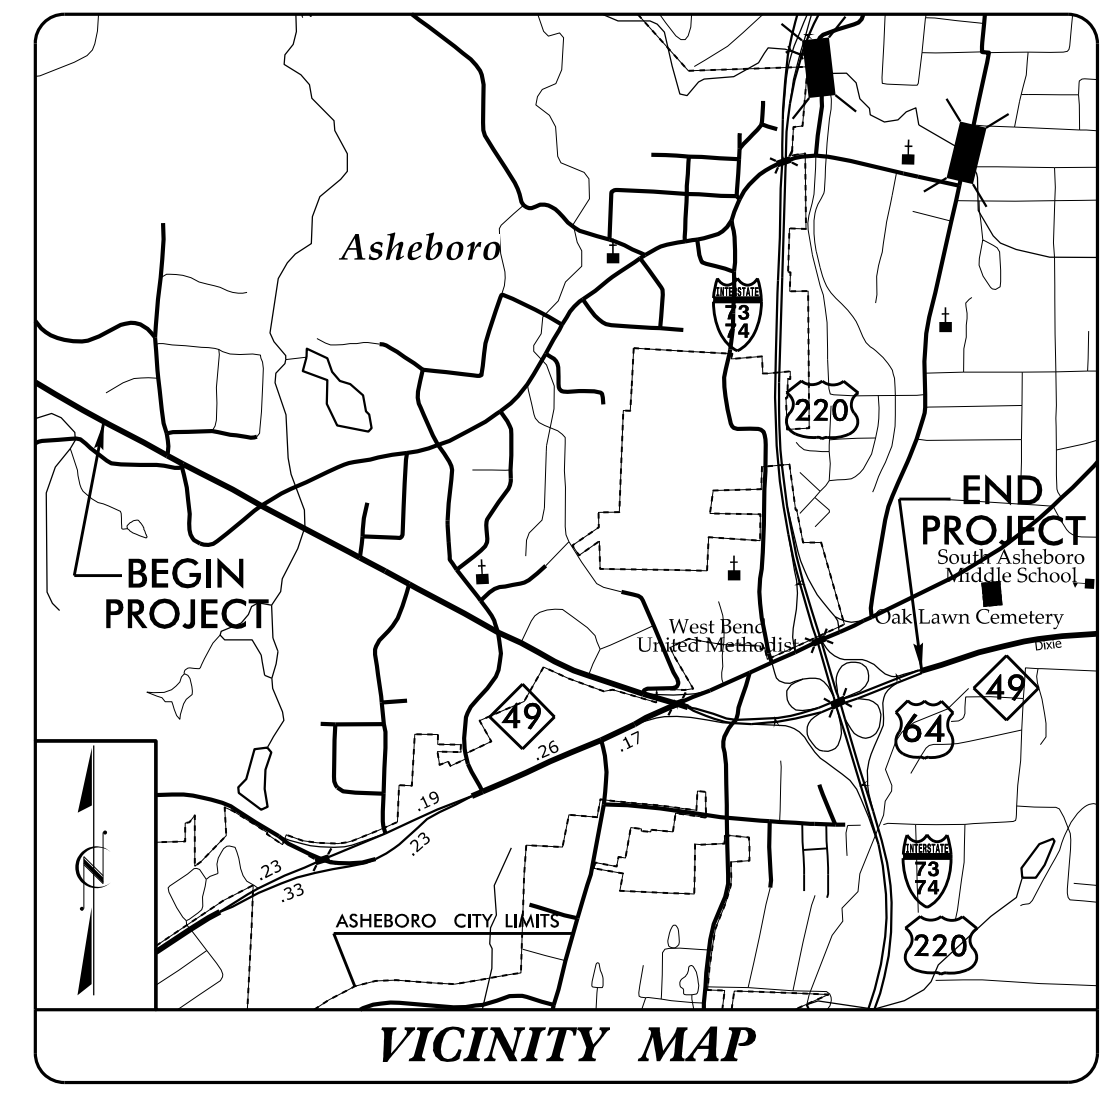 Asheboro
INTERSTATE
73
74
220
END
PROJECT
South Asheboro
Middle School
BEGIN
PROJECT
Oak Lawn Cemetery
West Bend
United Methodist
Dixie
49
49
64
.26
.17
.19
.23
.23
.33
INTERSTATE
73
74
ASHEBORO CITY LIMITS
220
N
VICINITY MAP